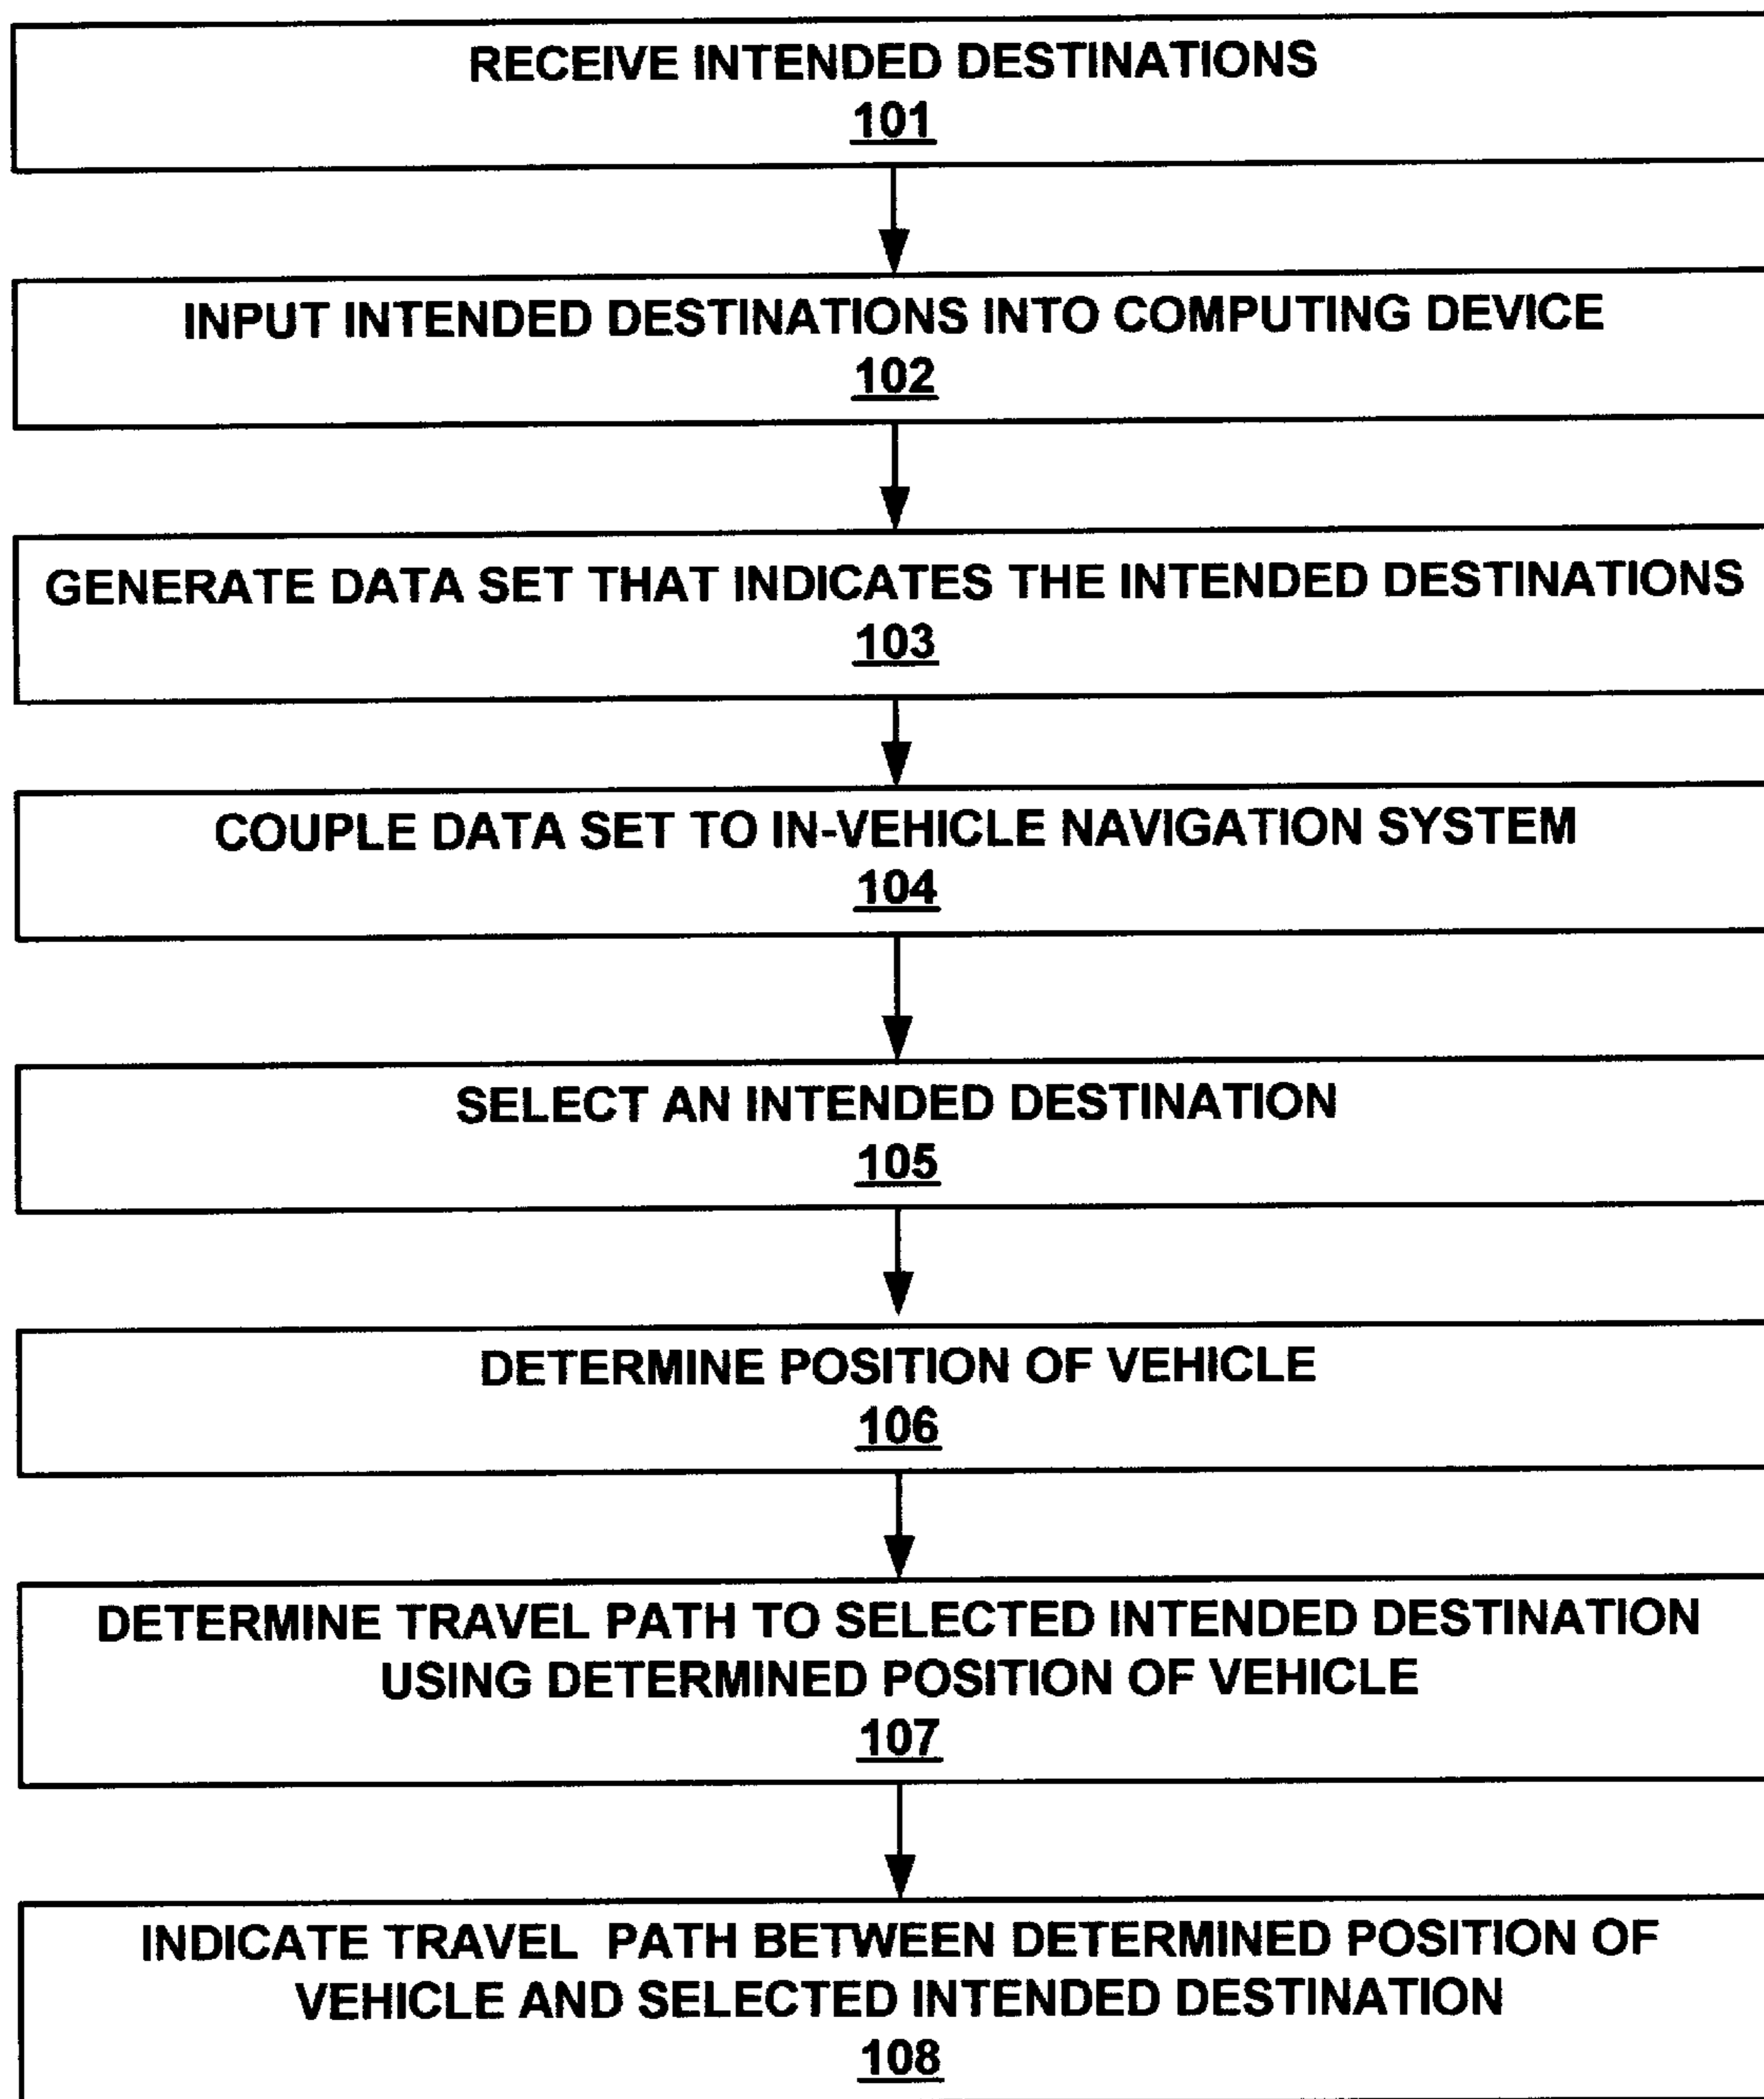 RECEIVE INTENDED DESTINATIONS
101
INPUT INTENDED DESTINATIONS INTO COMPUTING DEVICE
102
GENERATE DATA SET THAT INDICATES THE INTENDED DESTINATIONS
103
COUPLE DATA SET TO IN-VEHICLE NAVIGATION SYSTEM
104
SELECT AN INTENDED DESTINATION
105
DETERMINE POSITION OF VEHICLE
106
DETERMINE TRAVEL PATH TO SELECTED INTENDED DESTINATION
USING DETERMINED POSITION OF VEHICLE
107
INDICATE TRAVEL PATH BETWEEN DETERMINED POSITION OF
VEHICLE AND SELECTED INTENDED DESTINATION
108